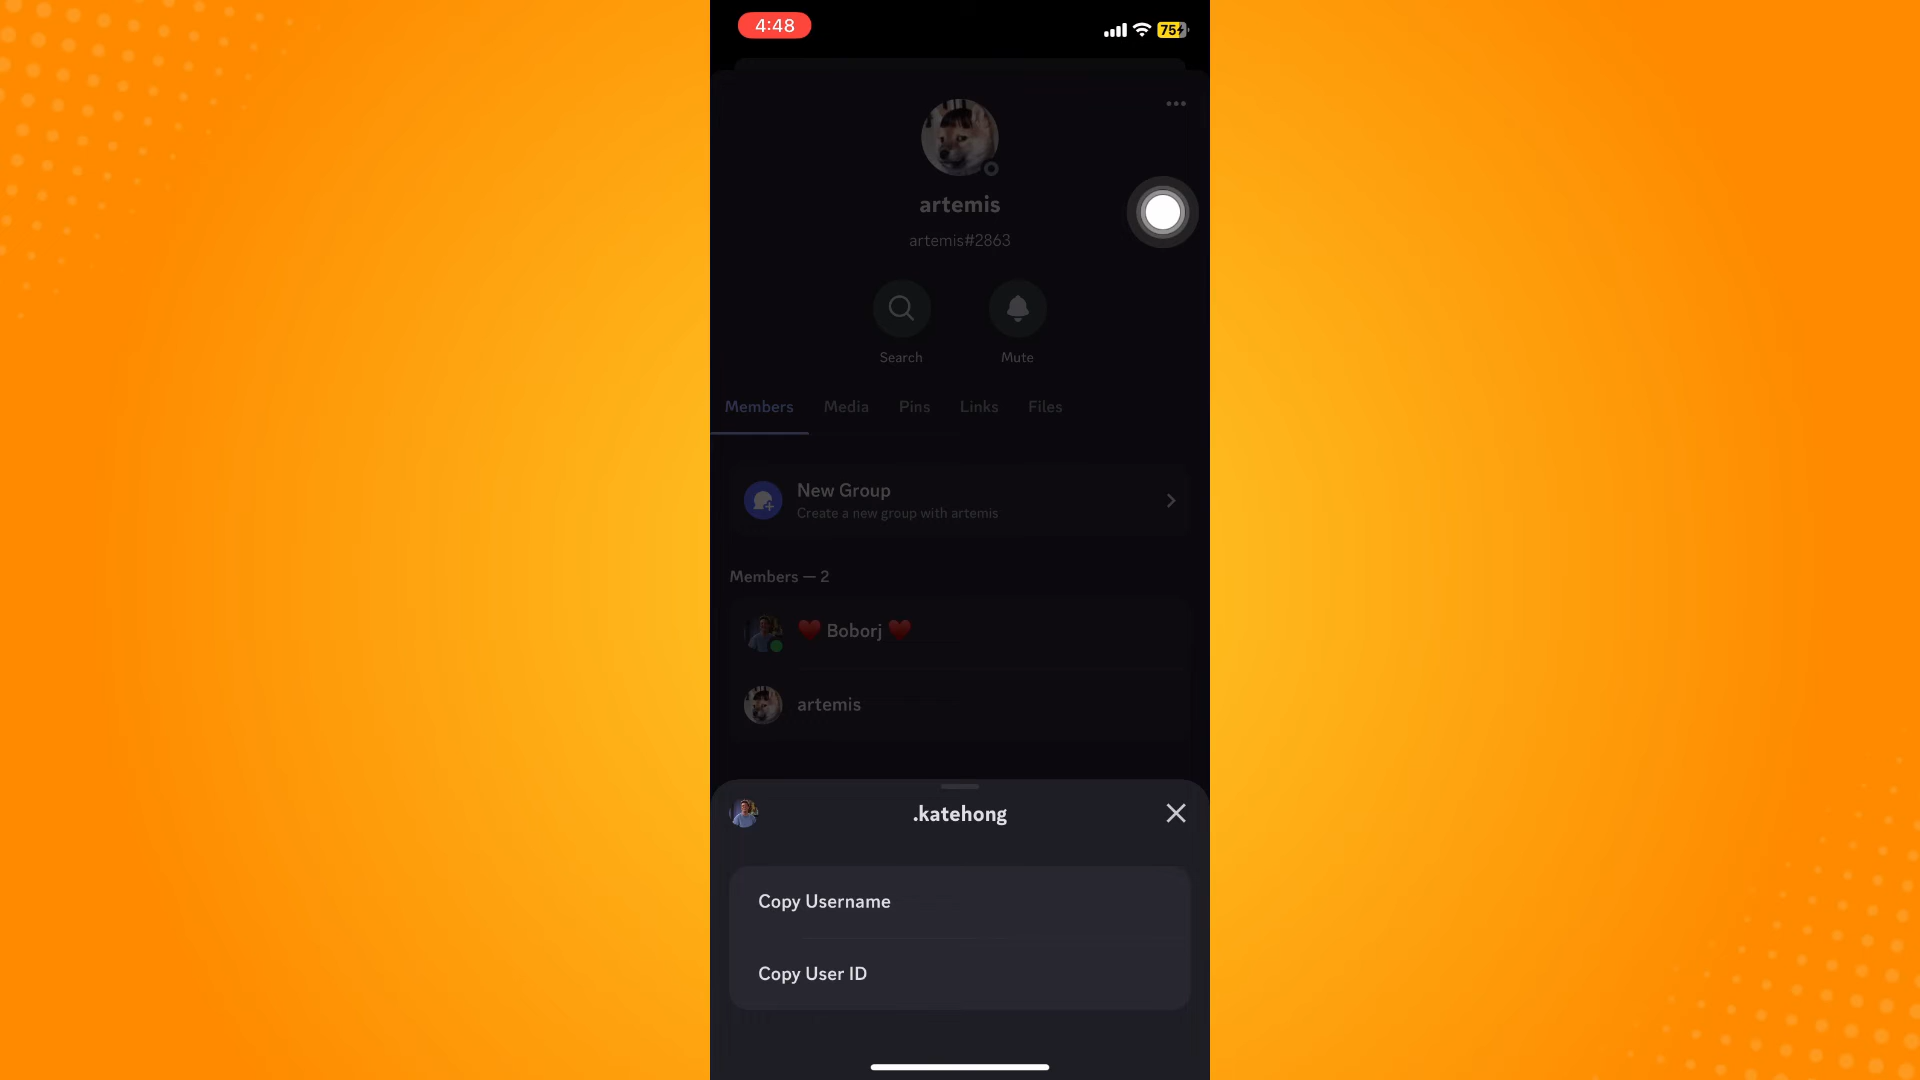 4:48
75
artemis
artemis#2863
Search
Mute
Members
Media
Pins
Links
Files
New Group
Create a new group with artemis
Members — 2
❤️ Boborj ❤️
artemis
.katehong
Copy Username
Copy User ID